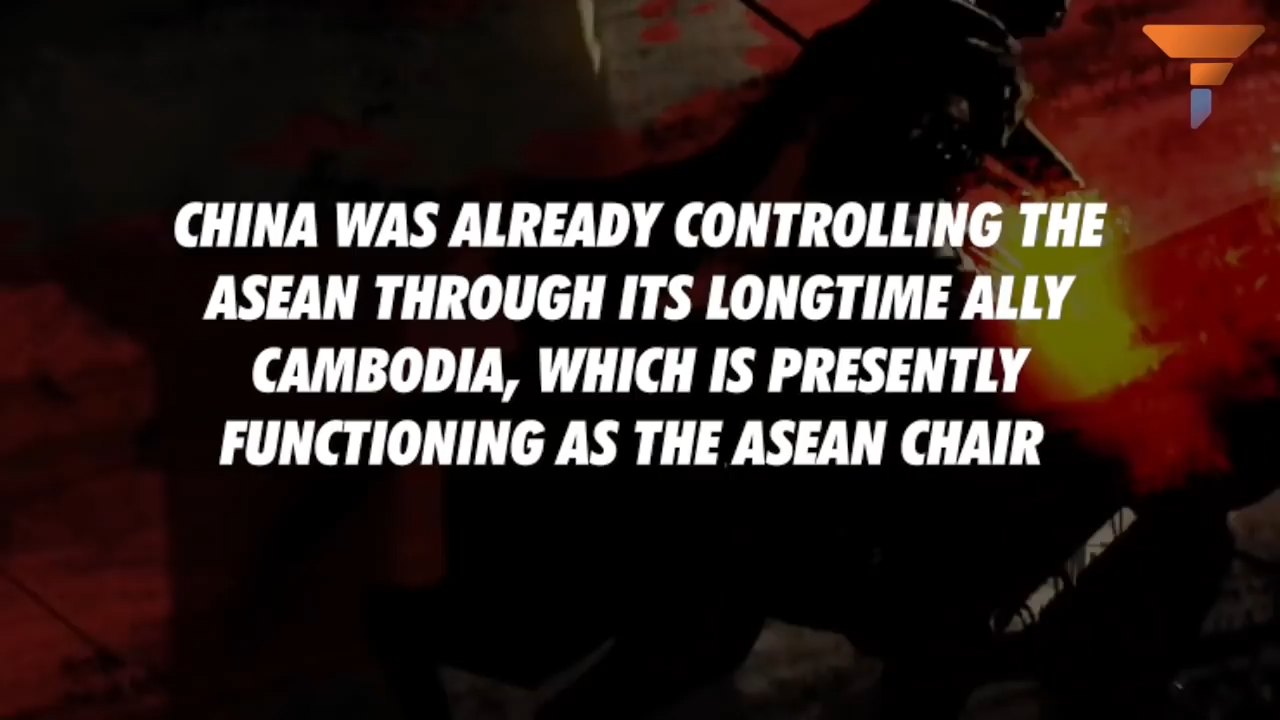 CHINA WAS ALREADY CONTROLLING THE
ASEAN THROUGH ITS LONGTIME ALLY
CAMBODIA, WHICH IS PRESENTLY
FUNCTIONING AS THE ASEAN CHAIR